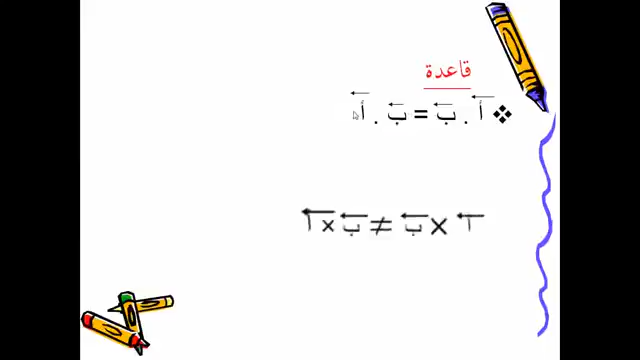 قاعدة
❖ أ . ب = ب . أ
أ × ب ≠ ب × أ